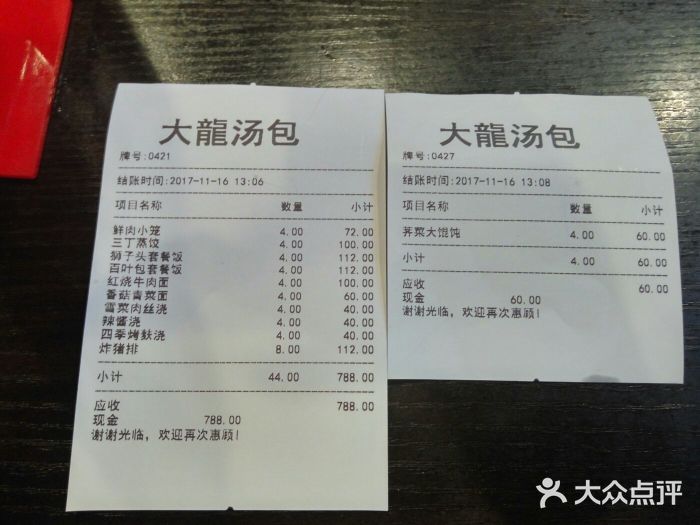 大龍汤包
牌号:0421
结账时间:2017-11-16 13:06
项目名称 数量 小计
鲜肉小笼 4.00 72.00
三丁蒸饺 4.00 100.00
狮子头套餐饭 4.00 112.00
百叶包套餐饭 4.00 112.00
红烧牛肉面 4.00 100.00
香菇青菜面 4.00 60.00
雪菜肉丝浇 4.00 40.00
辣酱浇 4.00 40.00
四季烤麸浇 4.00 40.00
炸猪排 8.00 112.00
小计 44.00 788.00
应收 788.00
现金 788.00
谢谢光临，欢迎再次惠顾!
大龍汤包
牌号:0427
结账时间:2017-11-16 13:08
项目名称 数量 小计
荠菜大馄饨 4.00 60.00
小计 4.00 60.00
应收 60.00
现金 60.00
谢谢光临，欢迎再次惠顾!
大众点评